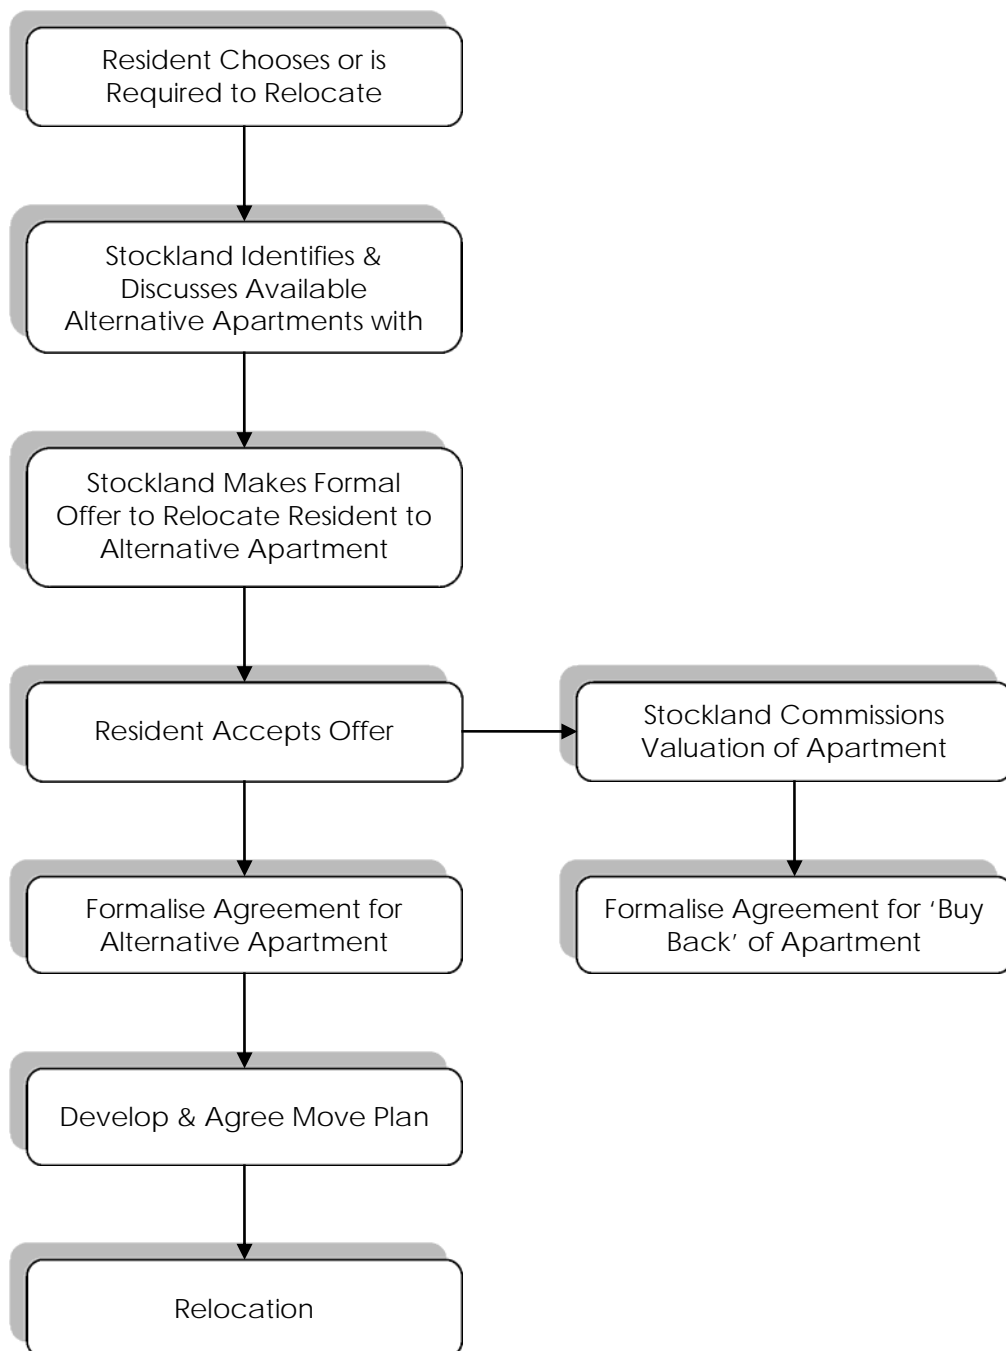 Resident Chooses or is
Required to Relocate
Stockland Identifies &
Discusses Available
Alternative Apartments with
Stockland Makes Formal
Offer to Relocate Resident to
Alternative Apartment
Resident Accepts Offer
Stockland Commissions
Valuation of Apartment
Formalise Agreement for
Alternative Apartment
Formalise Agreement for ‘Buy
Back’ of Apartment
Develop & Agree Move Plan
Relocation